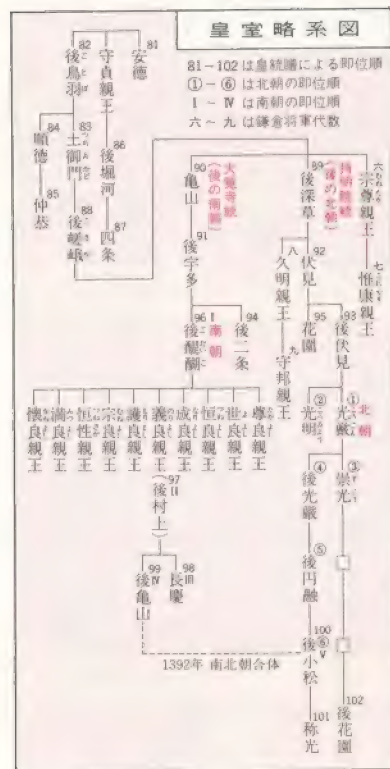 皇室略系図
81-102は皇統譜による即位順
①-⑥は北朝の即位順
I-Ⅳは南朝の即位順
六~九は鎌倉将軍代数
81
安徳
守貞親王
82
後鳥羽
86
後堀河
87
四条
83
土御門
84
順徳
85
仲恭
88
後嵯峨
六
宗尊親王
七
惟康親王
持明院統
(後の北朝)
89
後深草
大覚寺統
(後の南朝)
90
亀山
91
後宇多
92
伏見
八
久明親王
九
守邦親王
93
後伏見
95
花園
94
後二条
南朝
96
I
後醍醐
北朝
①
光厳
②
光明
③
崇光
④
後光厳
⑤
後円融
100
⑥
V
後小松
101
称光
102
後花園
尊良親王
世良親王
恒良親王
成良親王
義良親王
97
II
(後村上)
護良親王
宗良親王
恒性親王
満良親王
懐良親王
98
III
長慶
99
Ⅳ
後亀山
1392年 南北朝合体